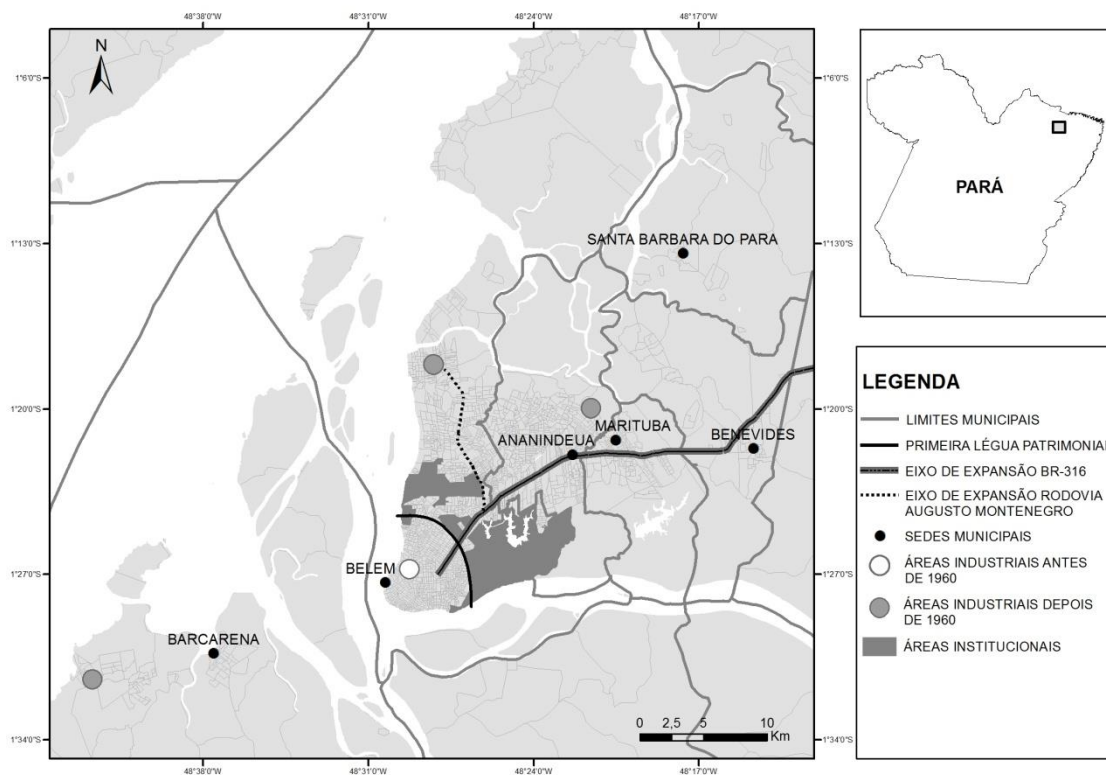 48°38'0"W 48°31'0"W 48°24'0"W 48°17'0"W
N
1°6'0"S 1°6'0"S
PARÁ
1°13'0"S 1°13'0"S
SANTA BARBARA DO PARA
1°20'0"S 1°20'0"S
MARITUBA
ANANINDEUA
BENEVIDES
1°27'0"S 1°27'0"S
BELEM
BARCARENA
0 2,5 5 10
Km
1°34'0"S 1°34'0"S
48°38'0"W 48°31'0"W 48°24'0"W 48°17'0"W
LEGENDA
LIMITES MUNICIPAIS
PRIMEIRA LÉGUA PATRIMONIAL
EIXO DE EXPANSÃO BR-316
EIXO DE EXPANSÃO RODOVIA
AUGUSTO MONTENEGRO
SEDES MUNICIPAIS
ÁREAS INDUSTRIAIS ANTES
DE 1960
ÁREAS INDUSTRIAIS DEPOIS
DE 1960
ÁREAS INSTITUCIONAIS